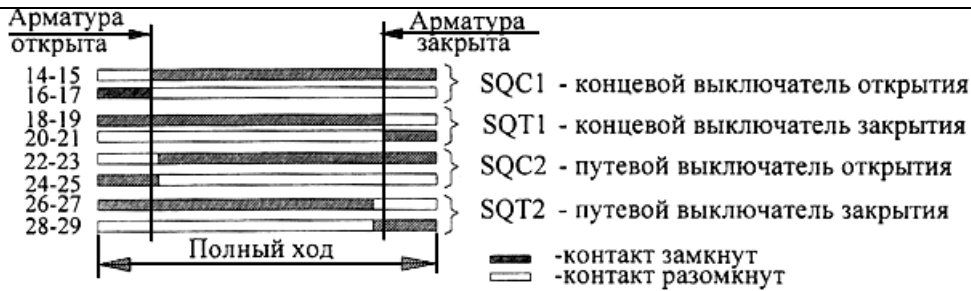 Арматура открыта
Арматура закрыта
14-15
16-17
SQC1 - концевой выключатель открытия
18-19
20-21
SQT1 - концевой выключатель закрытия
22-23
24-25
SQC2 - путевой выключатель открытия
26-27
28-29
SQT2 - путевой выключатель закрытия
Полный ход
-контакт замкнут
-контакт разомкнут